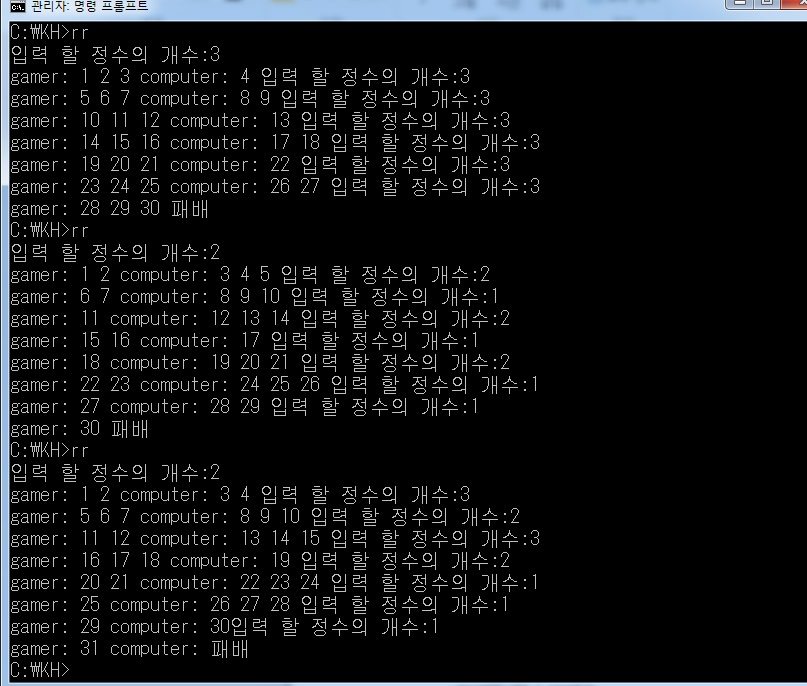 관리자: 명령 프롬프트
C:\KH>rr
입력 할 정수의 개수:3
gamer: 1 2 3 computer: 4 입력 할 정수의 개수:3
gamer: 5 6 7 computer: 8 9 입력 할 정수의 개수:3
gamer: 10 11 12 computer: 13 입력 할 정수의 개수:3
gamer: 14 15 16 computer: 17 18 입력 할 정수의 개수:3
gamer: 19 20 21 computer: 22 입력 할 정수의 개수:3
gamer: 23 24 25 computer: 26 27 입력 할 정수의 개수:3
gamer: 28 29 30 패배
C:₩KH>rr
입력 할 정수의 개수:2
gamer: 1 2 computer: 3 4 5 입력 할 정수의 개수:2
gamer: 6 7 computer: 8 9 10 입력 할 정수의 개수:1
gamer: 11 computer: 12 13 14 입력 할 정수의 개수:2
gamer: 15 16 computer: 17 입력 할 정수의 개수:1
gamer: 18 computer: 19 20 21 입력 할 정수의 개수:2
gamer: 22 23 computer: 24 25 26 입력 할 정수의 개수:1
gamer: 27 computer: 28 29 입력 할 정수의 개수:1
gamer: 30 패배
C:₩KH>rr
입력 할 정수의 개수:2
gamer: 1 2 computer: 3 4 입력 할 정수의 개수:3
gamer: 5 6 7 computer: 8 9 10 입력 할 정수의 개수:2
gamer: 11 12 computer: 13 14 15 입력 할 정수의 개수:3
gamer: 16 17 18 computer: 19 입력 할 정수의 개수:2
gamer: 20 21 computer: 22 23 24 입력 할 정수의 개수:1
gamer: 25 computer: 26 27 28 입력 할 정수의 개수:1
gamer: 29 computer: 30입력 할 정수의 개수:1
gamer: 31 computer: 패배
C:₩KH>